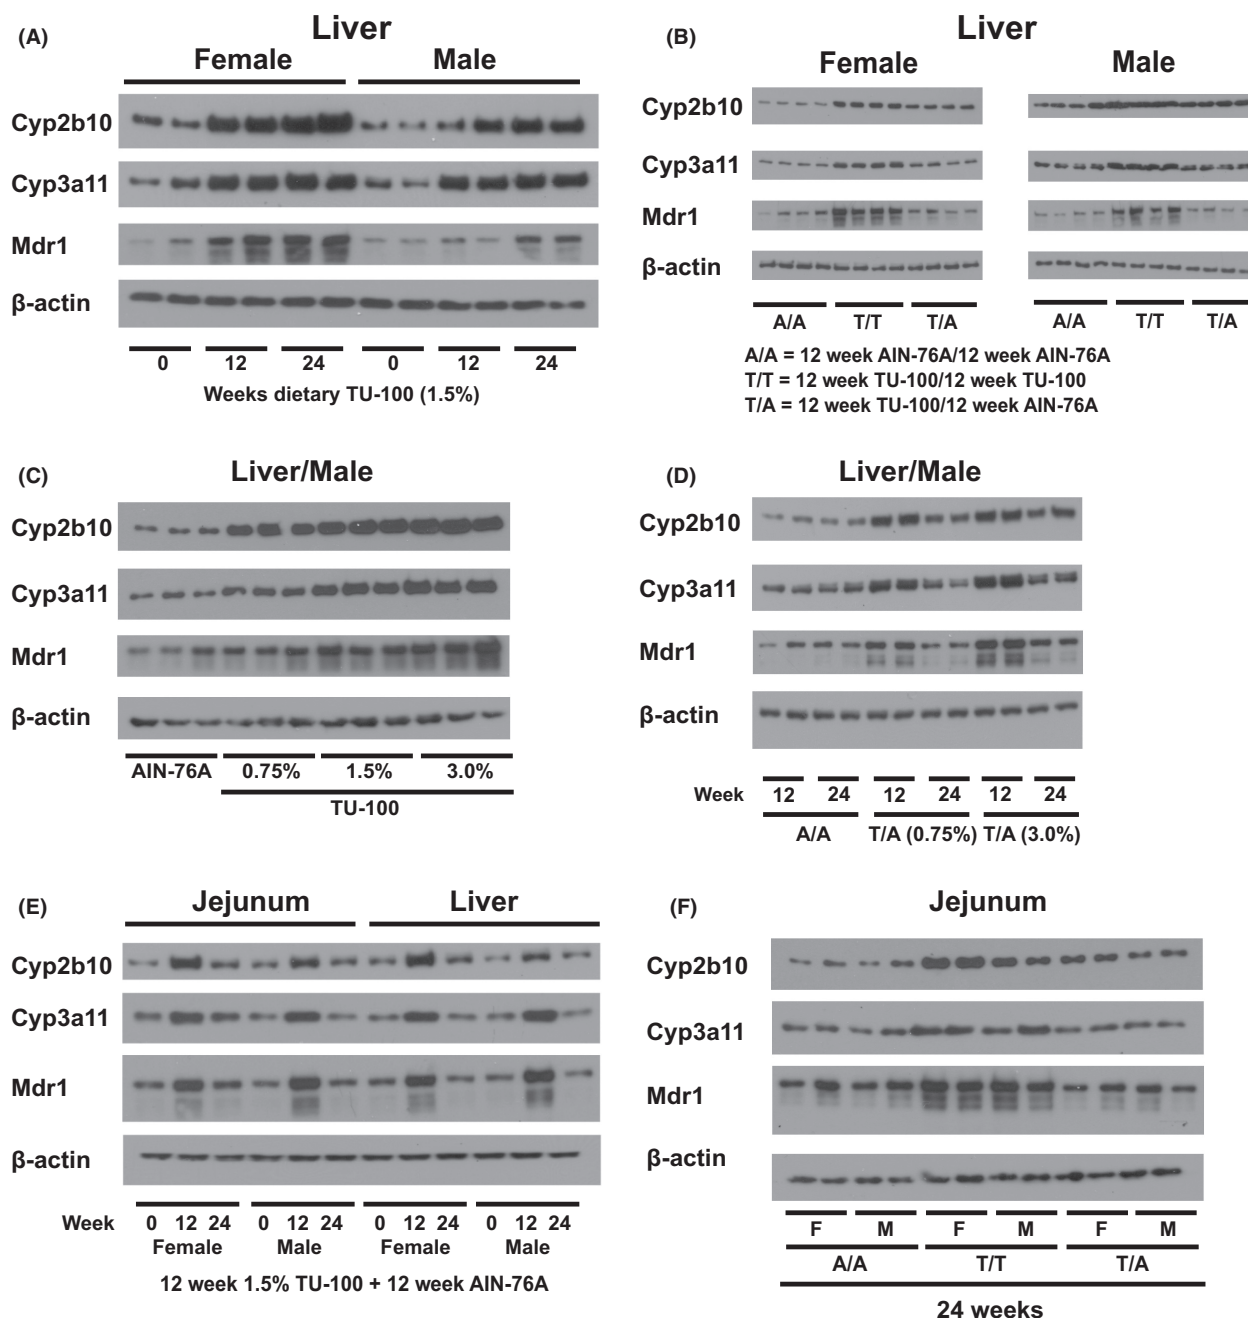 (A)
Liver
Female Male
Cyp2b10
Cyp3a11
Mdr1
β-actin
0 12 24 0 12 24
Weeks dietary TU-100 (1.5%)
(B)
Liver
Female Male
Cyp2b10
Cyp3a11
Mdr1
β-actin
A/A T/T T/A A/A T/T T/A
A/A = 12 week AIN-76A/12 week AIN-76A
T/T = 12 week TU-100/12 week TU-100
T/A = 12 week TU-100/12 week AIN-76A
(C)
Liver/Male
Cyp2b10
Cyp3a11
Mdr1
β-actin
AIN-76A 0.75% 1.5% 3.0%
TU-100
(D)
Liver/Male
Cyp2b10
Cyp3a11
Mdr1
β-actin
Week 12 24 12 24 12 24
A/A T/A (0.75%) T/A (3.0%)
(E)
Jejunum Liver
Cyp2b10
Cyp3a11
Mdr1
β-actin
Week 0 12 24 0 12 24 0 12 24 0 12 24
Female Male Female Male
12 week 1.5% TU-100 + 12 week AIN-76A
(F)
Jejunum
Cyp2b10
Cyp3a11
Mdr1
β-actin
F M F M F M
A/A T/T T/A
24 weeks